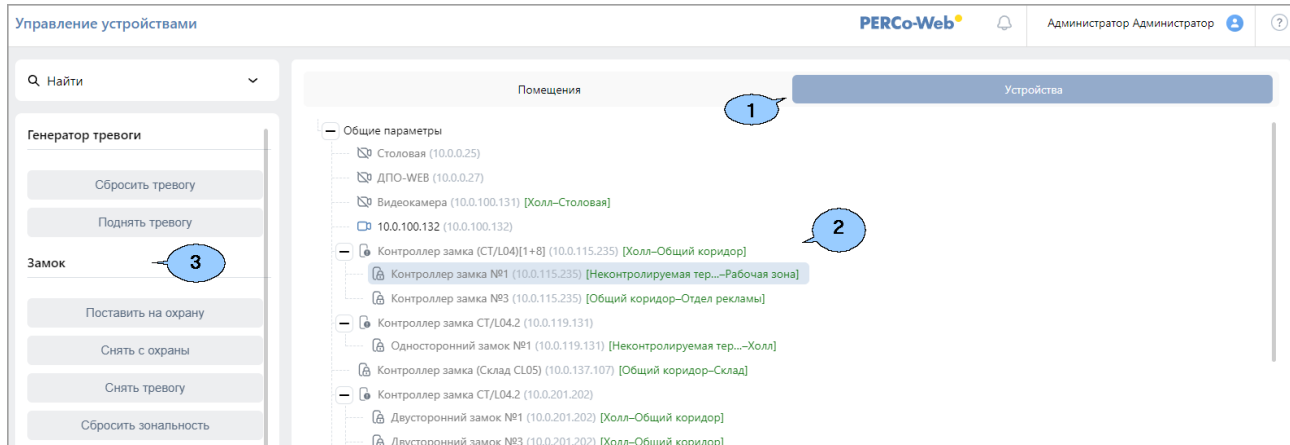 Управление устройствами
PERCo-Web
Администратор Администратор
?
Найти
Помещения
Устройства
1
Генератор тревоги
Сбросить тревогу
Поднять тревогу
Замок
3
Поставить на охрану
Снять с охраны
Снять тревогу
Сбросить зональность
Общие параметры
Столовая (10.0.0.25)
ДПО-WEB (10.0.0.27)
Видеокамера (10.0.100.131) [Холл–Столовая]
10.0.100.132 (10.0.100.132)
2
Контроллер замка (CT/L04)[1+8] (10.0.115.235) [Холл–Общий коридор]
Контроллер замка №1 (10.0.115.235) [Неконтролируемая тер...–Рабочая зона]
Контроллер замка №3 (10.0.115.235) [Общий коридор–Отдел рекламы]
Контроллер замка CT/L04.2 (10.0.119.131)
Односторонний замок №1 (10.0.119.131) [Неконтролируемая тер...–Холл]
Контроллер замка (Склад CL05) (10.0.137.107) [Общий коридор–Склад]
Контроллер замка CT/L04.2 (10.0.201.202)
Двусторонний замок №1 (10.0.201.202) [Холл–Общий коридор]
Двусторонний замок №3 (10.0.201.202) [Холл–Общий коридор]